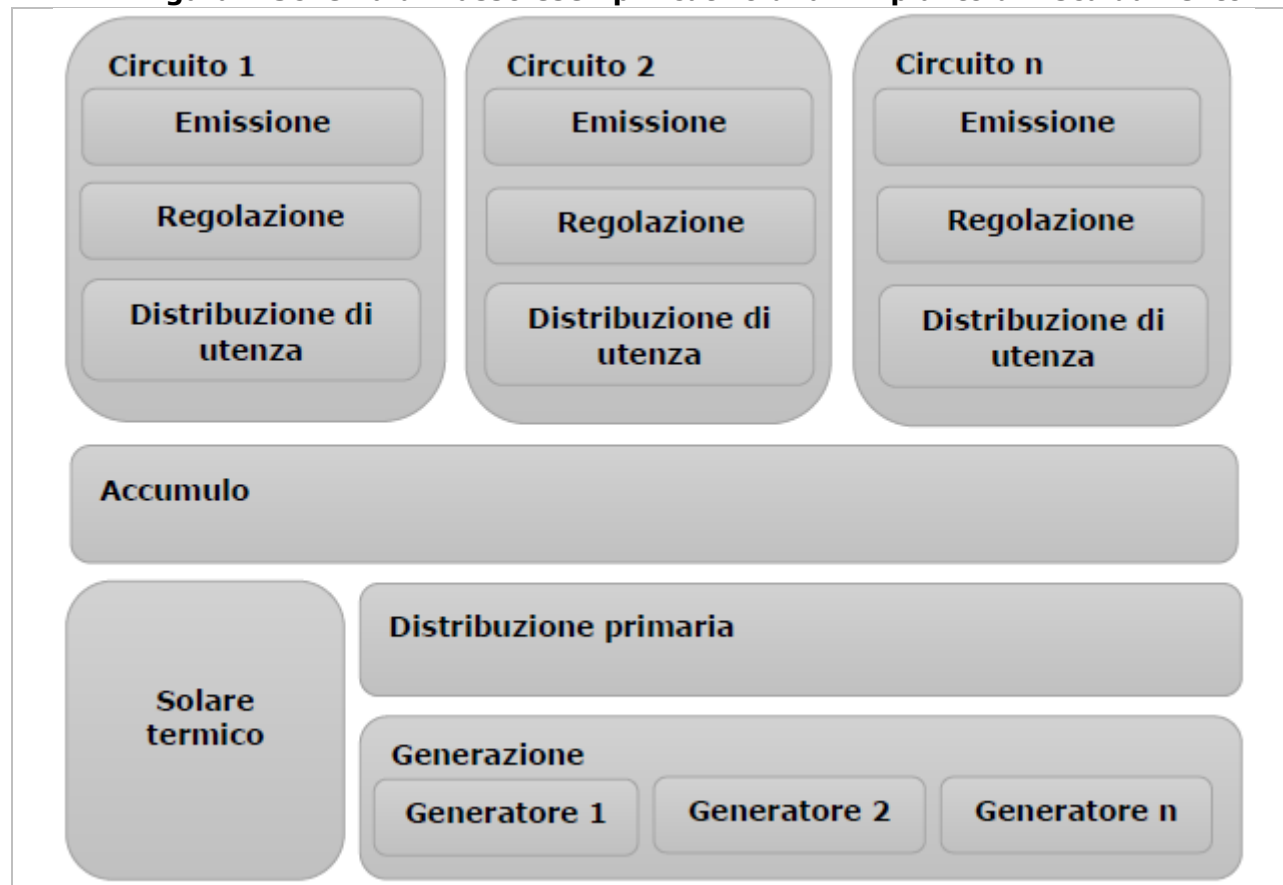 Circuito 1
Emissione
Regolazione
Distribuzione di
utenza
Circuito 2
Emissione
Regolazione
Distribuzione di
utenza
Circuito n
Emissione
Regolazione
Distribuzione di
utenza
Accumulo
Solare
termico
Distribuzione primaria
Generazione
Generatore 1
Generatore 2
Generatore n